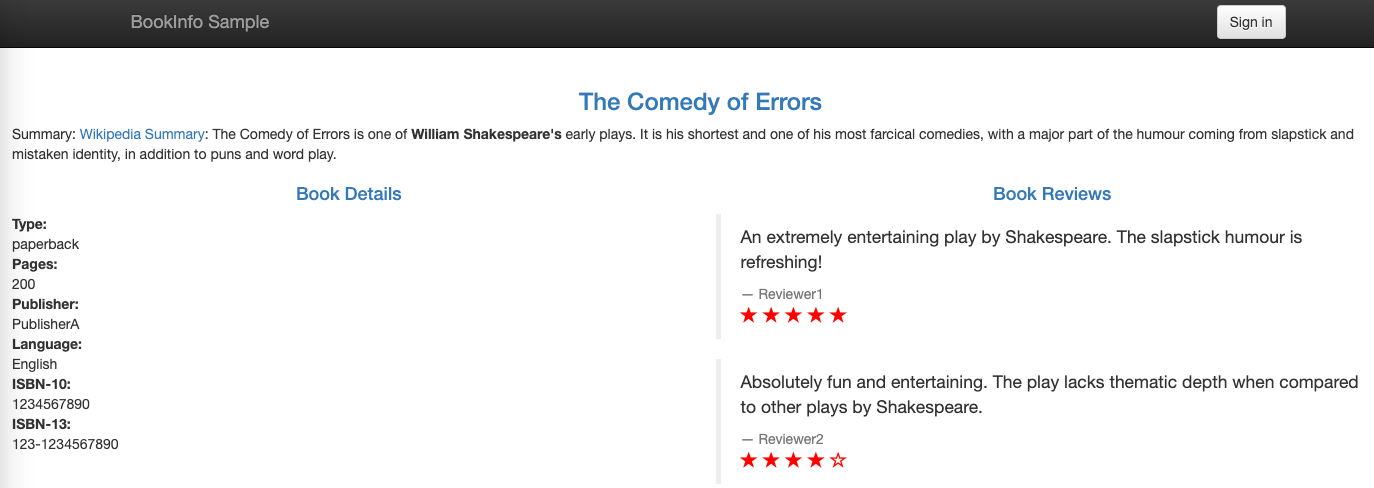 BookInfo Sample
Sign in
The Comedy of Errors
Summary: Wikipedia Summary: The Comedy of Errors is one of William Shakespeare's early plays. It is his shortest and one of his most farcical comedies, with a major part of the humour coming from slapstick and
mistaken identity, in addition to puns and word play.
Book Details
Type:
paperback
Pages:
200
Publisher:
PublisherA
Language:
English
ISBN-10:
1234567890
ISBN-13:
123-1234567890
Book Reviews
An extremely entertaining play by Shakespeare. The slapstick humour is
refreshing!
— Reviewer1
Absolutely fun and entertaining. The play lacks thematic depth when compared
to other plays by Shakespeare.
— Reviewer2